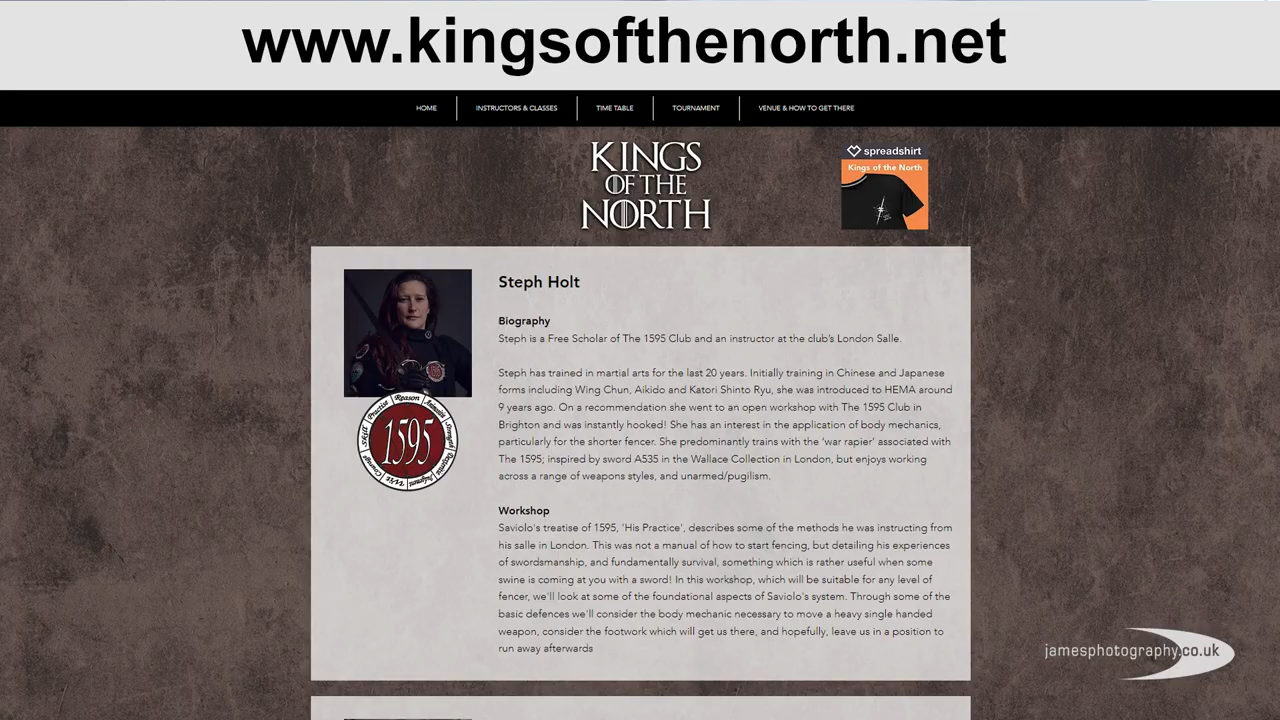 www.kingsofthenorth.net
HOME
INSTRUCTORS & CLASSES
TIME TABLE
TOURNAMENT
VENUE & HOW TO GET THERE
KINGS
OF THE
NORTH
spreadshirt
Kings of the North
Steph Holt
Biography
Steph is a Free Scholar of The 1595 Club and an instructor at the club's London Salle.
Steph has trained in martial arts for the last 20 years. Initially training in Chinese and Japanese
forms including Wing Chun, Aikido and Katori Shinto Ryu, she was introduced to HEMA around
9 years ago. On a recommendation she went to an open workshop with The 1595 Club in
Brighton and was instantly hooked! She has an interest in the application of body mechanics,
particularly for the shorter fencer. She predominantly trains with the 'war rapier' associated with
The 1595; inspired by sword A535 in the Wallace Collection in London, but enjoys working
across a range of weapons styles, and unarmed/pugilism.
Reason
Strength
Judgment
Wit
Courage
Skill
Practise
1595
Workshop
Saviolo's treatise of 1595, 'His Practice', describes some of the methods he was instructing from
his salle in London. This was not a manual of how to start fencing, but detailing his experiences
of swordsmanship, and fundamentally survival, something which is rather useful when some
swine is coming at you with a sword! In this workshop, which will be suitable for any level of
fencer, we'll look at some of the foundational aspects of Saviolo's system. Through some of the
basic defences we'll consider the body mechanic necessary to move a heavy single handed
weapon, consider the footwork which will get us there, and hopefully, leave us in a position to
run away afterwards
jamesphotography.co.uk